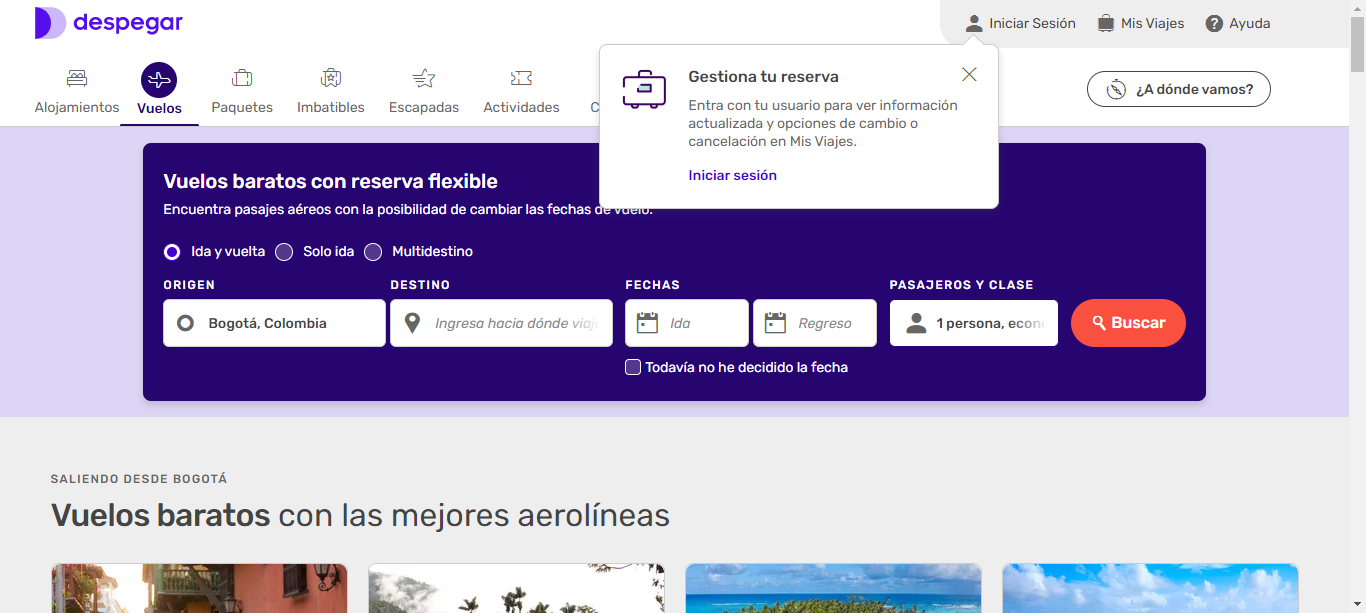 despegar
Iniciar Sesión
Mis Viajes
Ayuda
Alojamientos
Vuelos
Paquetes
Imbatibles
Escapadas
Actividades
¿A dónde vamos?
Gestiona tu reserva
Entra con tu usuario para ver información
actualizada y opciones de cambio o
cancelación en Mis Viajes.
Iniciar sesión
Vuelos baratos con reserva flexible
Encuentra pasajes aéreos con la posibilidad de cambiar las fechas de vuelo.
Ida y vuelta
Solo ida
Multidestino
ORIGEN
DESTINO
FECHAS
PASAJEROS Y CLASE
Bogotá, Colombia
Ingresa hacia dónde viaj
Ida
Regreso
1 persona, econ
Buscar
Todavía no he decidido la fecha
SALIENDO DESDE BOGOTÁ
Vuelos baratos con las mejores aerolíneas